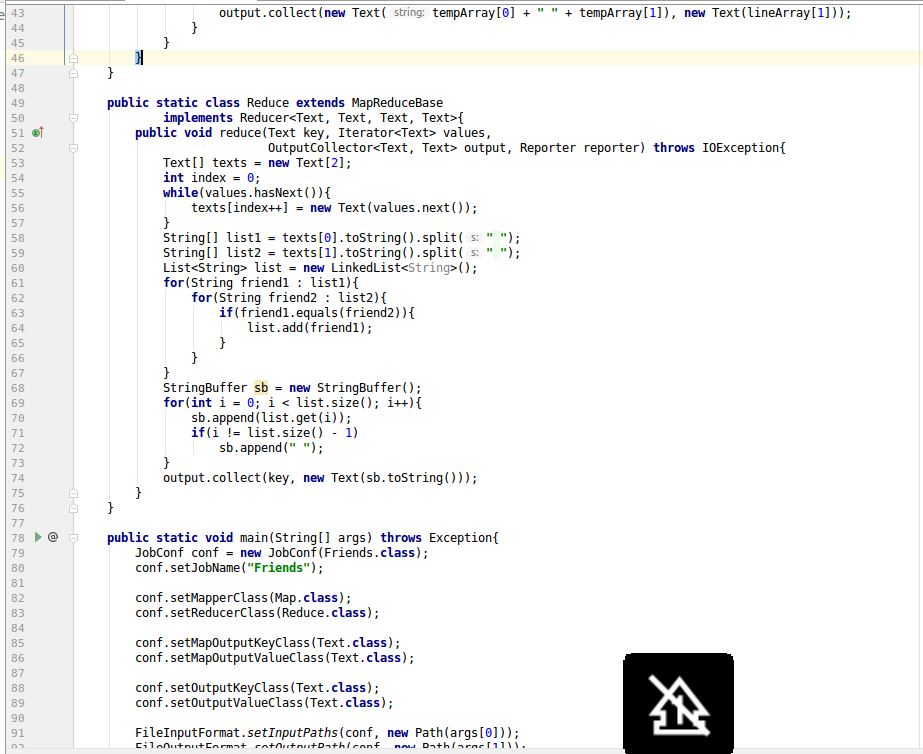 43 output.collect(new Text( string: tempArray[0] + " " + tempArray[1]), new Text(lineArray[1]));
44 }
45 }
46 }
47 }
48
49 public static class Reduce extends MapReduceBase
50 implements Reducer<Text, Text, Text, Text>{
51 public void reduce(Text key, Iterator<Text> values,
52 OutputCollector<Text, Text> output, Reporter reporter) throws IOException{
53 Text[] texts = new Text[2];
54 int index = 0;
55 while(values.hasNext()){
56 texts[index++] = new Text(values.next());
57 }
58 String[] list1 = texts[0].toString().split( s: " ");
59 String[] list2 = texts[1].toString().split( s: " ");
60 List<String> list = new LinkedList<String>();
61 for(String friend1 : list1){
62 for(String friend2 : list2){
63 if(friend1.equals(friend2)){
64 list.add(friend1);
65 }
66 }
67 }
68 StringBuffer sb = new StringBuffer();
69 for(int i = 0; i < list.size(); i++){
70 sb.append(list.get(i));
71 if(i != list.size() - 1)
72 sb.append(" ");
73 }
74 output.collect(key, new Text(sb.toString()));
75 }
76 }
77
78 @ public static void main(String[] args) throws Exception{
79 JobConf conf = new JobConf(Friends.class);
80 conf.setJobName("Friends");
81
82 conf.setMapperClass(Map.class);
83 conf.setReducerClass(Reduce.class);
84
85 conf.setMapOutputKeyClass(Text.class);
86 conf.setMapOutputValueClass(Text.class);
87
88 conf.setOutputKeyClass(Text.class);
89 conf.setOutputValueClass(Text.class);
90
91 FileInputFormat.setInputPaths(conf, new Path(args[0]));
92 FileOutputFormat.setOutputPath(conf, new Path(args[1]));